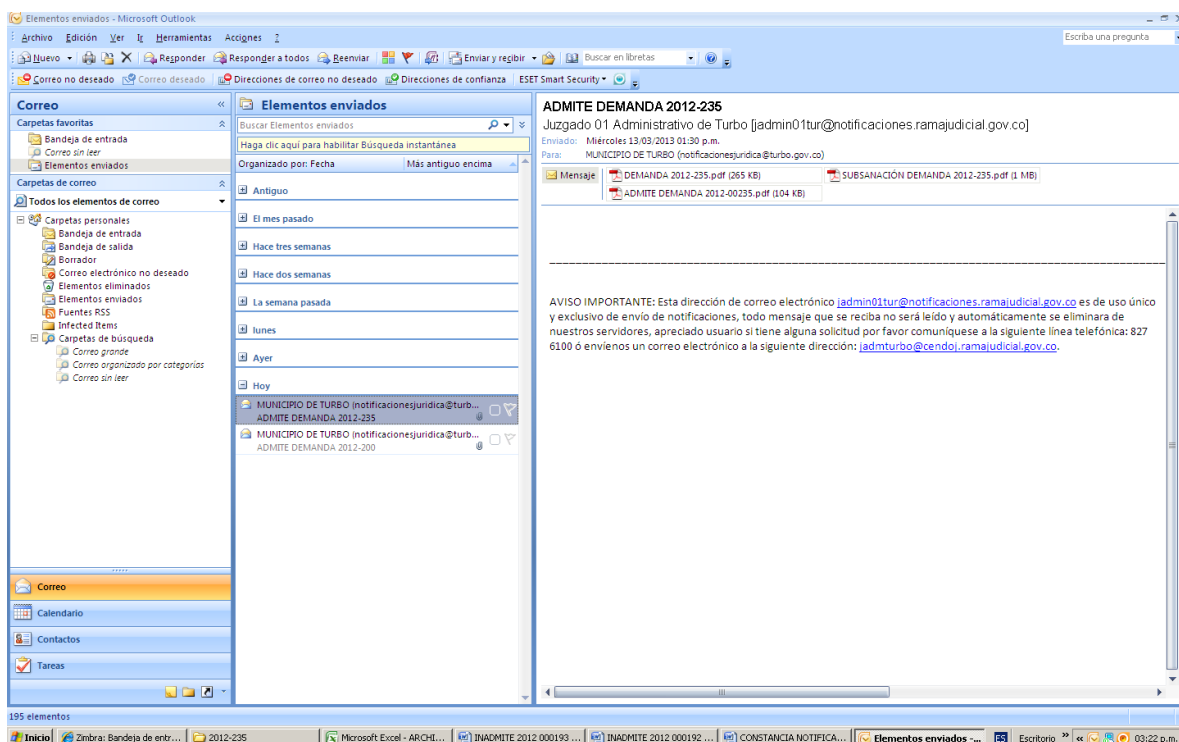 Elementos enviados - Microsoft Outlook
Archivo Edición Ver Ir Herramientas Acciones ?
Escriba una pregunta
Nuevo Responder Responder a todos Reenviar Enviar y recibir Buscar en libretas
Correo no deseado Correo deseado Direcciones de correo no deseado Direcciones de confianza ESET Smart Security
Correo
Carpetas favoritas
Bandeja de entrada
Correo sin leer
Elementos enviados
Carpetas de correo
Todos los elementos de correo
Carpetas personales
Bandeja de entrada
Bandeja de salida
Borrador
Correo electrónico no deseado
Elementos eliminados
Elementos enviados
Fuentes RSS
Infected Items
Carpetas de búsqueda
Correo grande
Correo organizado por categorías
Correo sin leer
Correo
Calendario
Contactos
Tareas
Elementos enviados
Buscar Elementos enviados
Haga clic aquí para habilitar Búsqueda instantánea
Organizado por: Fecha Más antiguo encima
Antiguo
El mes pasado
Hace tres semanas
Hace dos semanas
La semana pasada
lunes
Ayer
Hoy
MUNICIPIO DE TURBO (notificacionesjuridica@turb...
ADMITE DEMANDA 2012-235
MUNICIPIO DE TURBO (notificacionesjuridica@turb...
ADMITE DEMANDA 2012-200
ADMITE DEMANDA 2012-235
Juzgado 01 Administrativo de Turbo [jadmin01tur@notificaciones.ramajudicial.gov.co]
Enviado: Miércoles 13/03/2013 01:30 p.m.
Para: MUNICIPIO DE TURBO (notificacionesjuridica@turbo.gov.co)
Mensaje DEMANDA 2012-235.pdf (265 KB) SUBSANACIÓN DEMANDA 2012-235.pdf (1 MB)
ADMITE DEMANDA 2012-00235.pdf (104 KB)
AVISO IMPORTANTE: Esta dirección de correo electrónico jadmin01tur@notificaciones.ramajudicial.gov.co es de uso único
y exclusivo de envío de notificaciones, todo mensaje que se reciba no será leído y automáticamente se eliminara de
nuestros servidores, apreciado usuario si tiene alguna solicitud por favor comuníquese a la siguiente línea telefónica: 827
6100 ó envíenos un correo electrónico a la siguiente dirección: jadmturbo@cendoj.ramajudicial.gov.co.
195 elementos
Inicio Zimbra: Bandeja de entr... 2012-235 Microsoft Excel - ARCHI... INADMITE 2012 000193 ... INADMITE 2012 000192 ... CONSTANCIA NOTIFICA... Elementos enviados -... ES Escritorio » « 03:22 p.m.